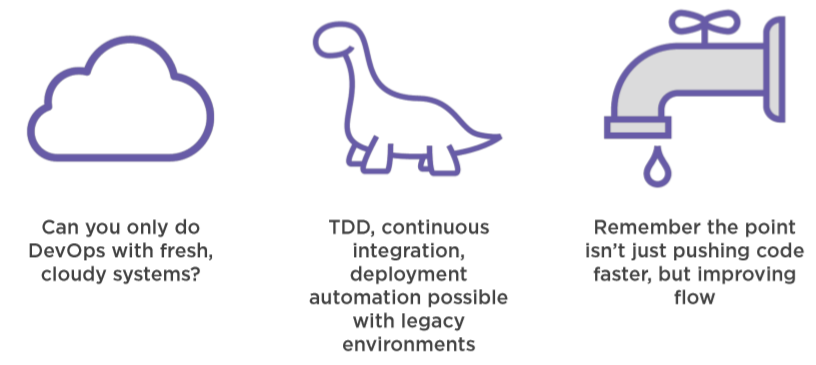 Can you only do
DevOps with fresh,
cloudy systems?
TDD, continuous
integration,
deployment
automation possible
with legacy
environments
Remember the point
isn’t just pushing code
faster, but improving
flow